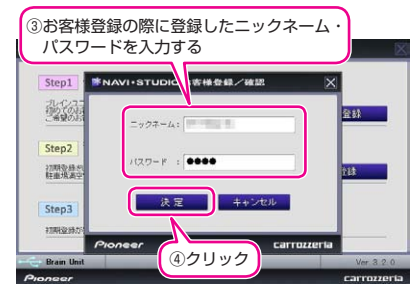 ③お客様登録の際に登録したニックネーム・
パスワードを入力する
NAVI・STUDIO お客様登録／確認
Step1
登録
ニックネーム：
パスワード ：●●●●
Step2
決定 キャンセル
Step3
Pioneer carrozzeria
④クリック
Brain Unit Ver.3.2.0
Pioneer carrozzeria